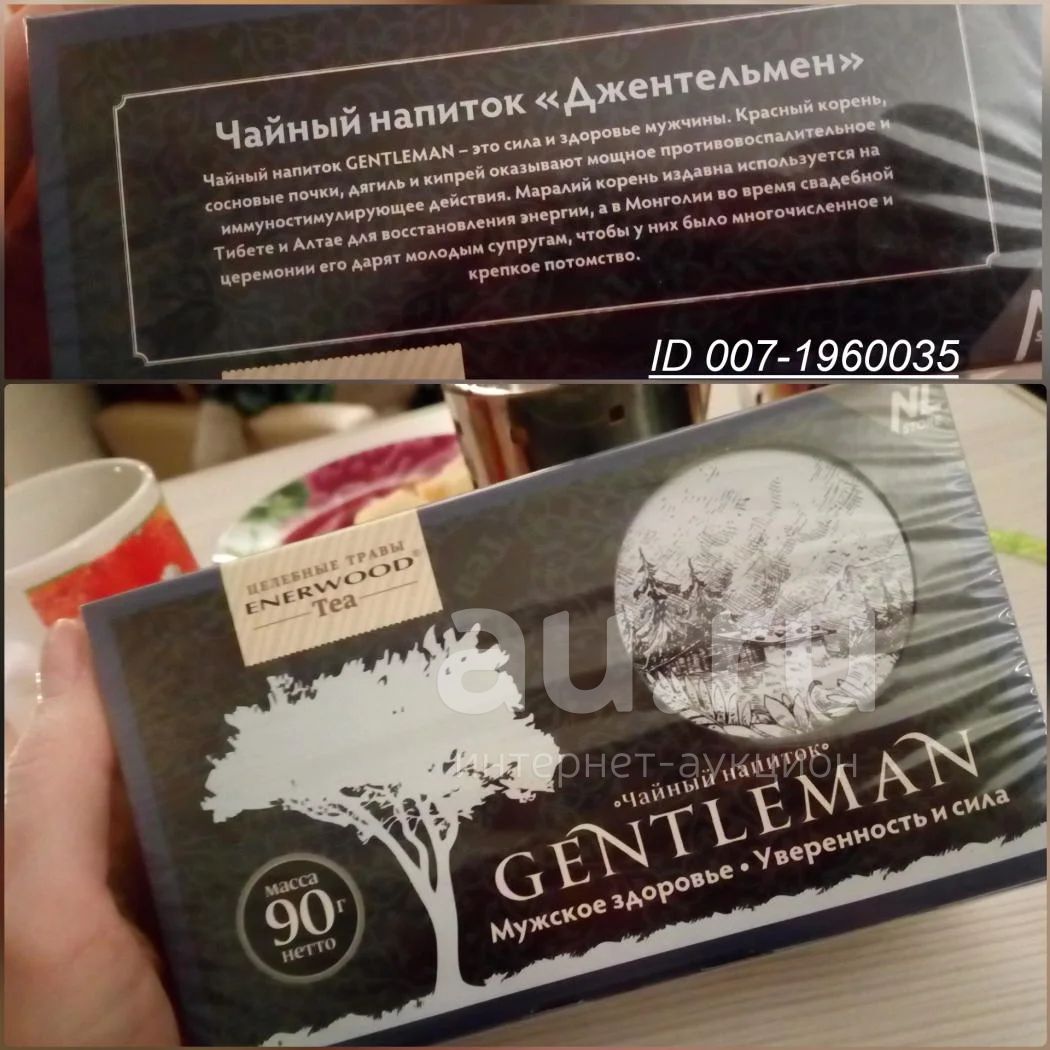 Чайный напиток «Джентельмен»
Чайный напиток GENTLEMAN – это сила и здоровье мужчины. Красный корень,
сосновые почки, дягиль и кипрей оказывают мощное противовоспалительное и
иммуностимулирующее действия. Маралий корень издавна используется на
Тибете и Алтае для восстановления энергии, а в Монголии во время свадебной
церемонии его дарят молодым супругам, чтобы у них было многочисленное и
крепкое потомство.
ID 007-1960035
NL
STORE
ЦЕЛЕБНЫЕ ТРАВЫ
ENERWOOD®
Tea
au.ru
интернет-аукцион
•Чайный напиток•
GENTLEMAN
Мужское здоровье • Уверенность и сила
масса
90г
нетто